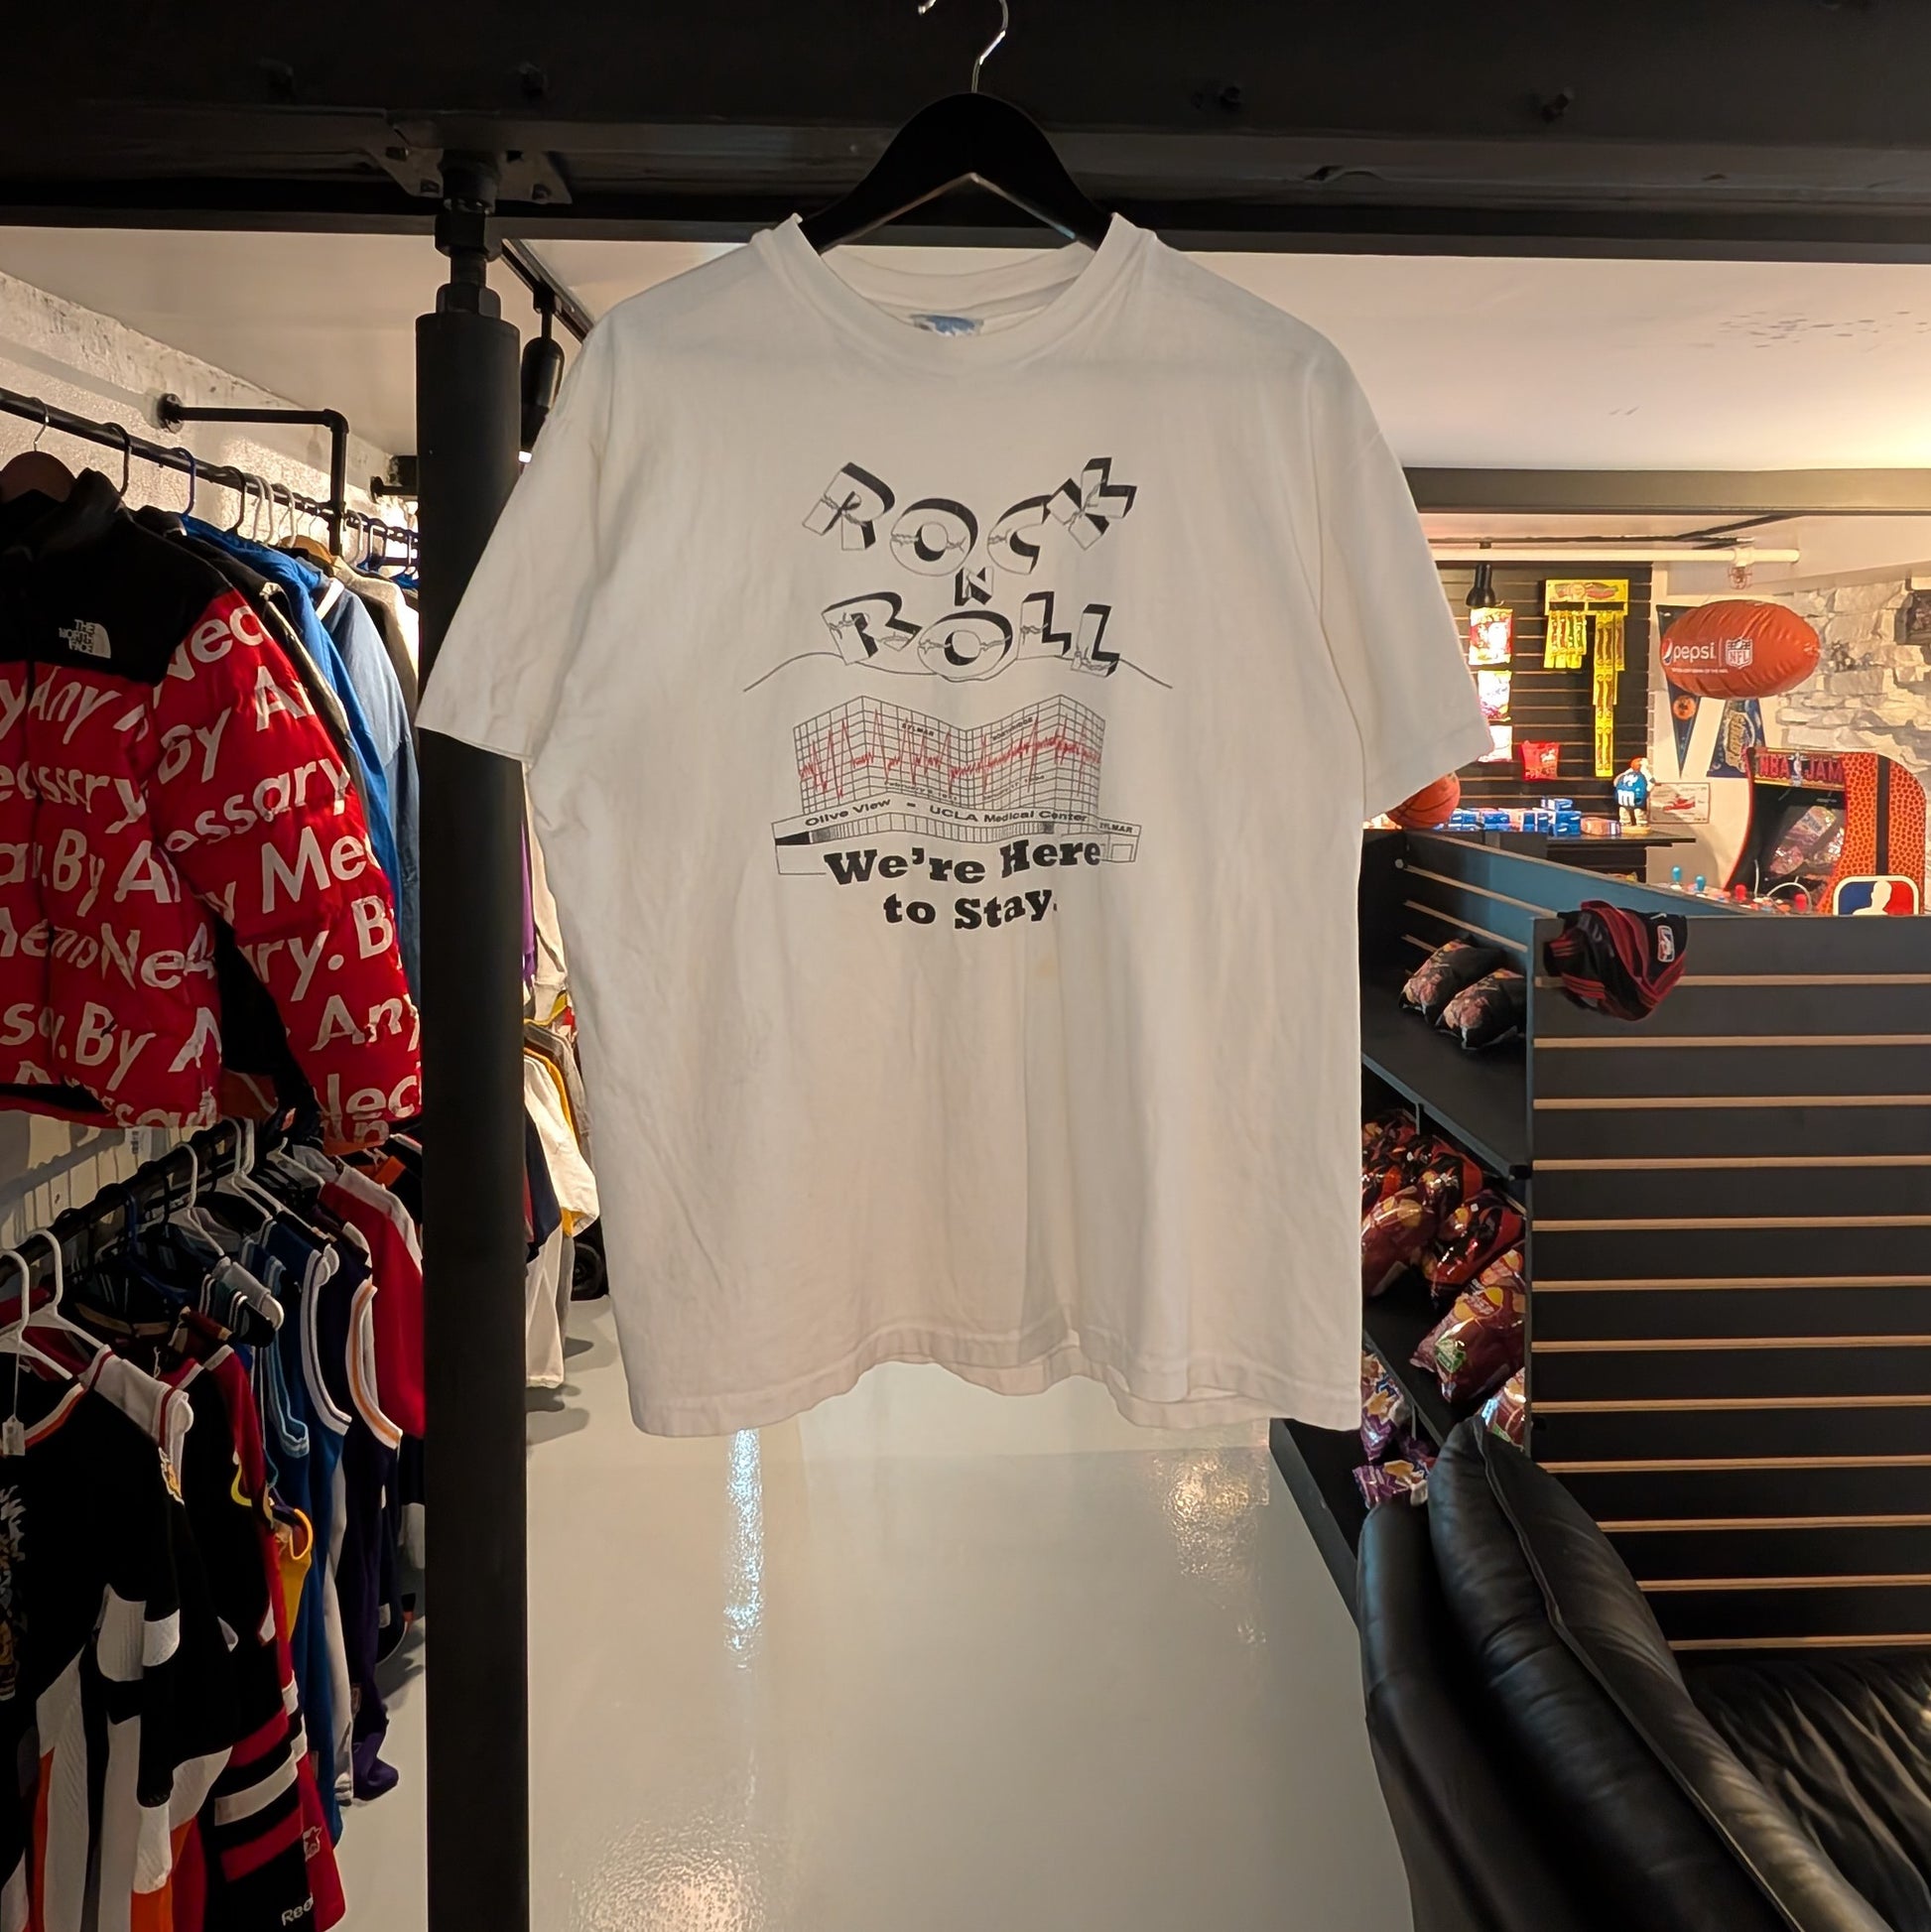 ROCK
N
ROLL
SYLMAR
NORTHRIDGE
Olive View - UCLA Medical Center
SYLMAR
We're Here
to Stay.
THE
NORTH
FACE
By Any
Necessary
pepsi
NFL
NBA JAM